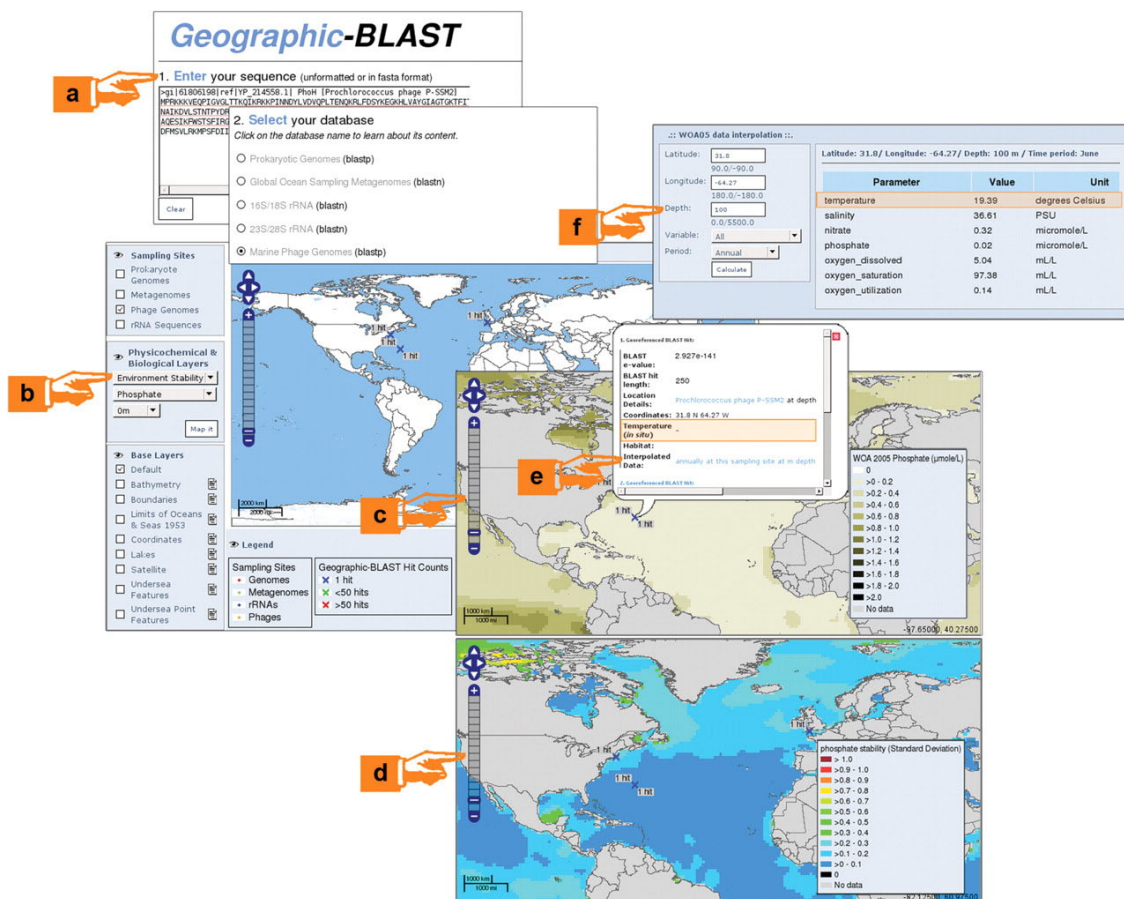 Geographic-BLAST
a
1. Enter your sequence (unformatted or in fasta format)
>gi|61806198|ref|YP_214558.1| PhoH [Prochlorococcus phage P-SSM2]
MPRKKKVEQPIGVGLTTKQIKRKKPINNDYLVDVQPLTENQKRLFDSYKEGKHLVAYGIAGTGKTFI
NAIKDVLSTNTPYDR
AQESIKFWSTSFIRG
DFMSVLRKMPSFDII
Clear
2. Select your database
Click on the database name to learn about its content.
Prokaryotic Genomes (blastp)
Global Ocean Sampling Metagenomes (blastn)
16S/18S rRNA (blastn)
23S/28S rRNA (blastn)
Marine Phage Genomes (blastp)
.:: WOA05 data interpolation ::.
Latitude: 31.8
90.0/-90.0
Longitude: -64.27
180.0/-180.0
f
Depth: 100
0.0/5500.0
Variable: All
Period: Annual
Calculate
Latitude: 31.8/ Longitude: -64.27/ Depth: 100 m / Time period: June
Parameter Value Unit
temperature 19.39 degrees Celsius
salinity 36.61 PSU
nitrate 0.32 micromole/L
phosphate 0.02 micromole/L
oxygen_dissolved 5.04 mL/L
oxygen_saturation 97.38 mL/L
oxygen_utilization 0.14 mL/L
Sampling Sites
Prokaryote
Genomes
Metagenomes
Phage Genomes
rRNA Sequences
b
Physicochemical &
Biological Layers
Environment Stability
Phosphate
0m
Map it
Base Layers
Default
Bathymetry
Boundaries
Limits of Oceans
& Seas 1953
Coordinates
Lakes
Satellite
Undersea
Features
Undersea Point
Features
1 hit
1 hit
1 hit
1 hit
2000 km
2000 mi
Legend
Sampling Sites
Genomes
Metagenomes
rRNAs
Phages
Geographic-BLAST Hit Counts
1 hit
<50 hits
>50 hits
c
e
1. Georeferenced BLAST Hit:
BLAST
e-value: 2.927e-141
BLAST hit
length: 250
Location
Details: Prochlorococcus phage P-SSM2 at depth
Coordinates: 31.8 N 64.27 W
Temperature
(in situ) -
Habitat:
Interpolated
Data: annually at this sampling site at m depth
2. Georeferenced BLAST Hit:
1 hit
1 hit
1 hit
WOA 2005 Phosphate (µmole/L)
0
>0 - 0.2
>0.2 - 0.4
>0.4 - 0.6
>0.6 - 0.8
>0.8 - 1.0
>1.0 - 1.2
>1.2 - 1.4
>1.4 - 1.6
>1.6 - 1.8
>1.8 - 2.0
>2.0
No data
1000 km
1000 mi
-97.65000, 40.27500
d
1 hit
1 hit
1 hit
1 hit
phosphate stability (Standard Deviation)
> 1.0
>0.9 - 1.0
>0.8 - 0.9
>0.7 - 0.8
>0.6 - 0.7
>0.5 - 0.6
>0.4 - 0.5
>0.3 - 0.4
>0.2 - 0.3
>0.1 - 0.2
>0 - 0.1
0
No data
1000 km
1000 mi